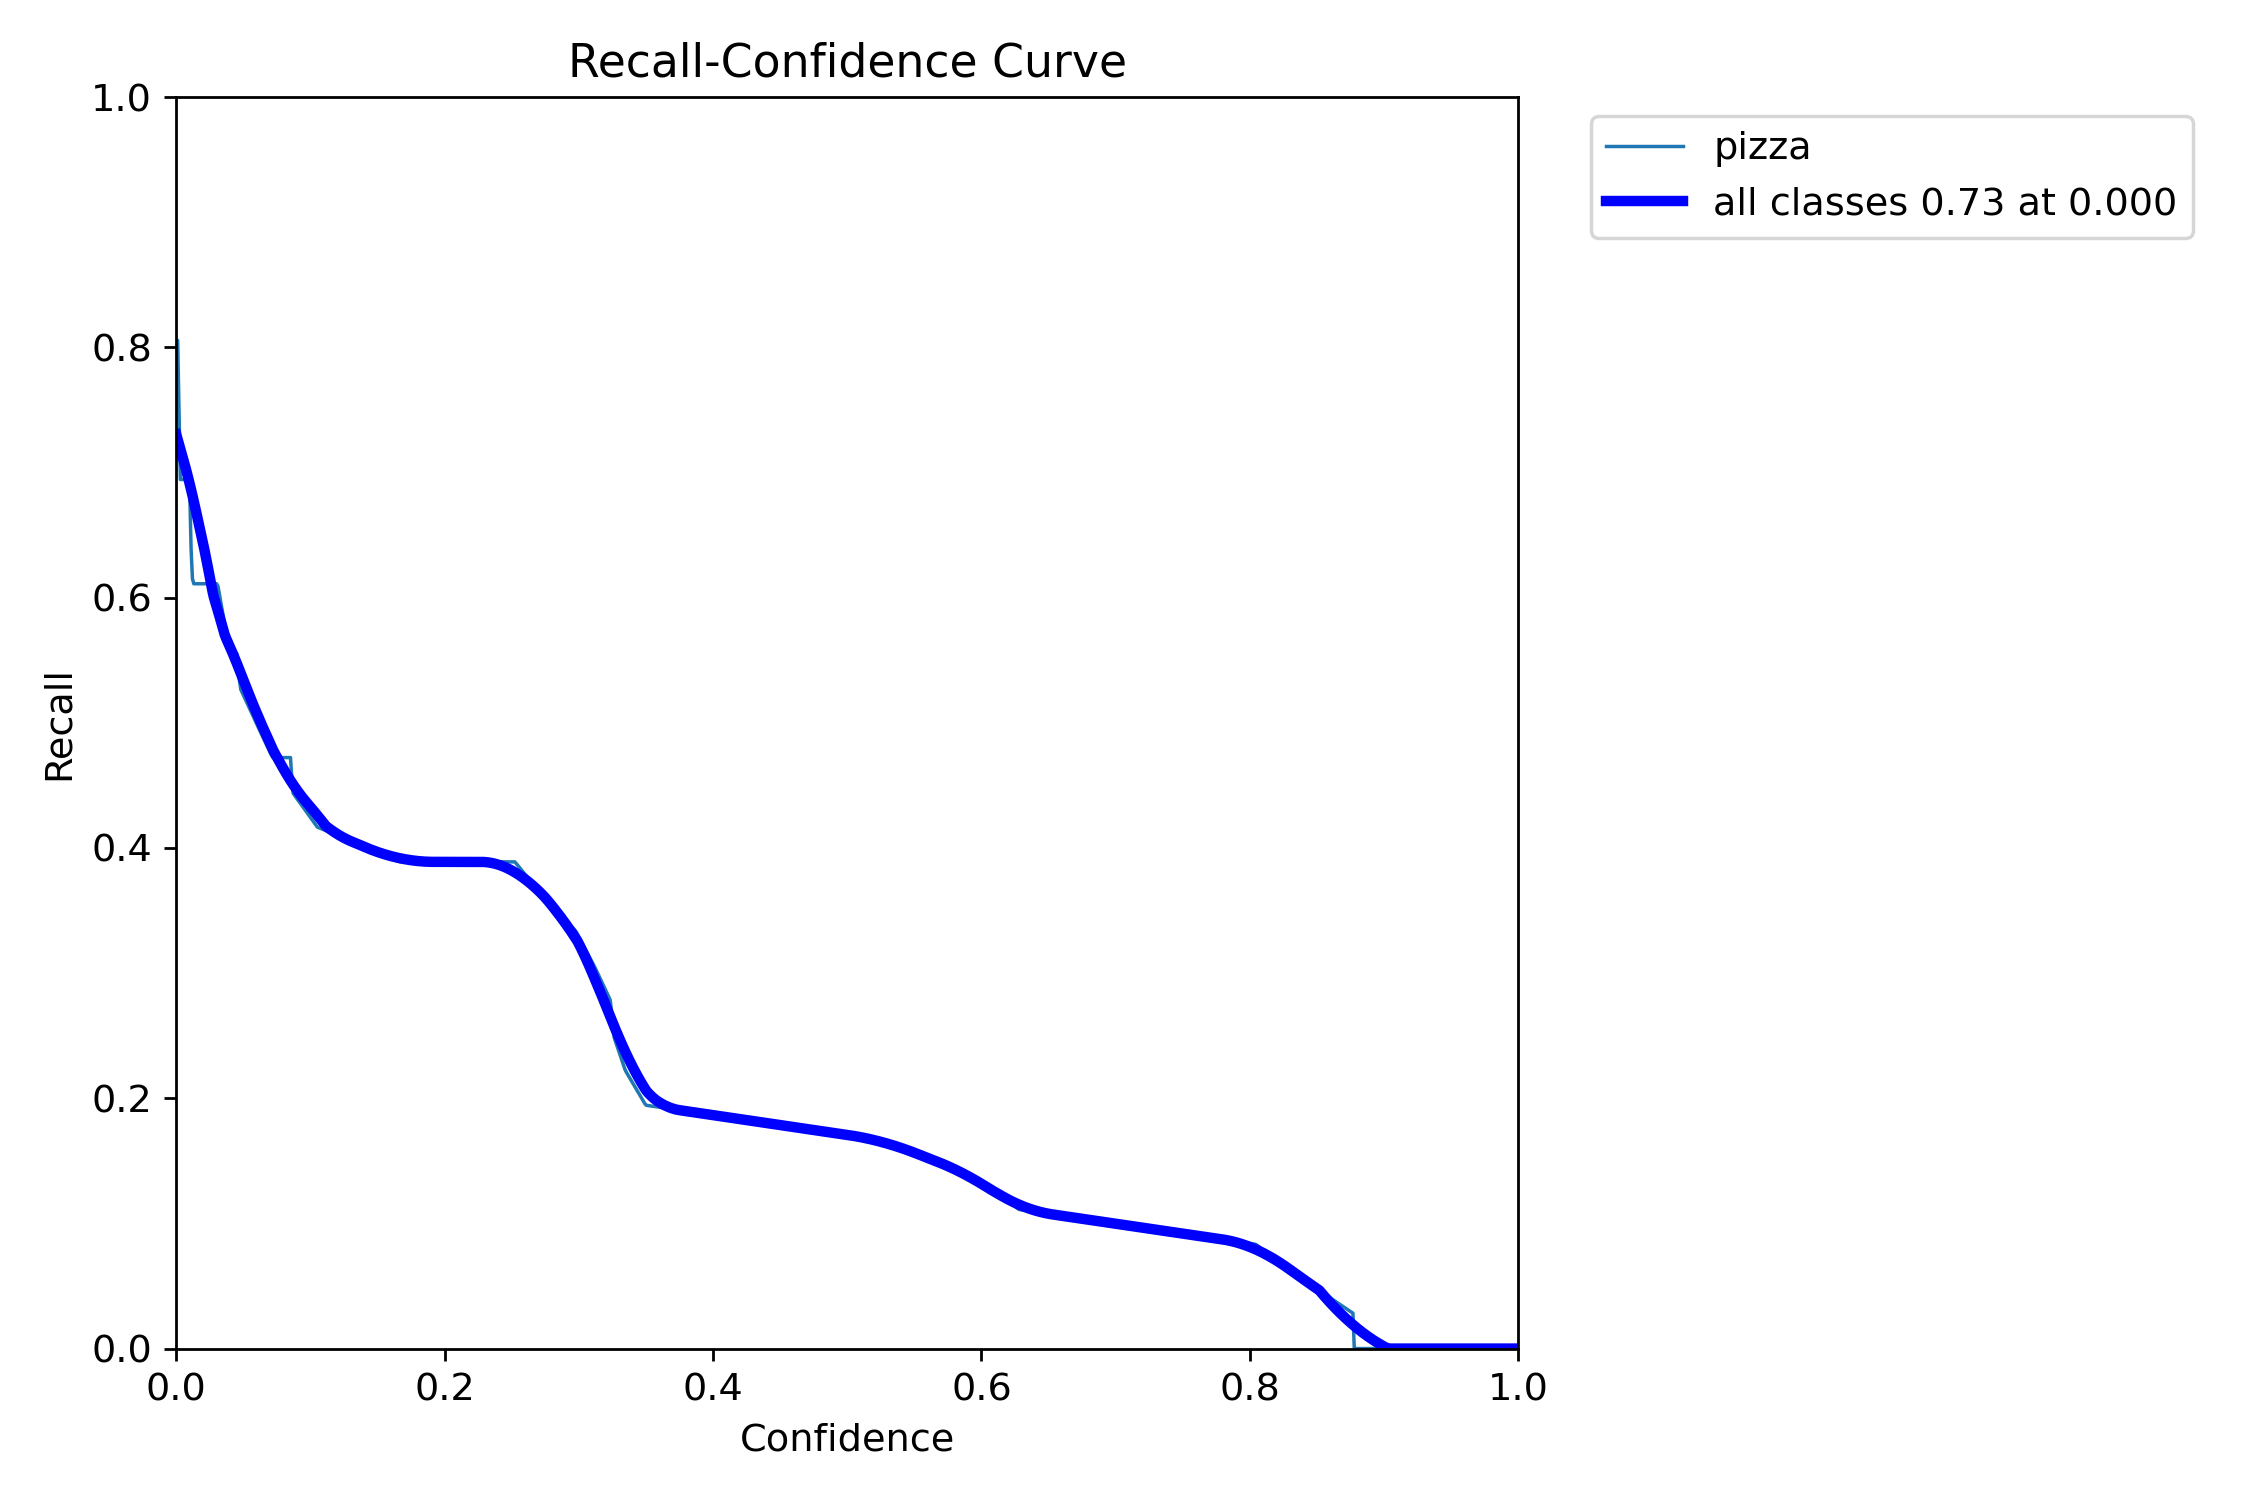 Recall-Confidence Curve
1.0
0.8
0.6
0.4
0.2
0.0
Recall
0.0 0.2 0.4 0.6 0.8 1.0
Confidence
pizza
all classes 0.73 at 0.000